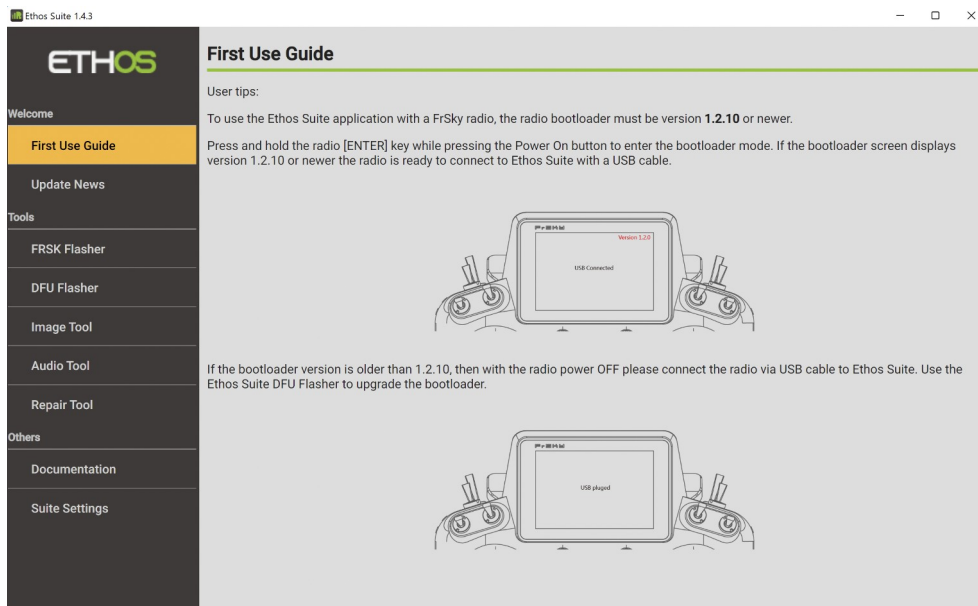 Ethos Suite 1.4.3
ETHOS
Welcome
First Use Guide
Update News
Tools
FRSK Flasher
DFU Flasher
Image Tool
Audio Tool
Repair Tool
Others
Documentation
Suite Settings
First Use Guide
User tips:
To use the Ethos Suite application with a FrSky radio, the radio bootloader must be version 1.2.10 or newer.
Press and hold the radio [ENTER] key while pressing the Power On button to enter the bootloader mode. If the bootloader screen displays
version 1.2.10 or newer the radio is ready to connect to Ethos Suite with a USB cable.
FrSKY
Version 1.2.0
USB Connected
If the bootloader version is older than 1.2.10, then with the radio power OFF please connect the radio via USB cable to Ethos Suite. Use the
Ethos Suite DFU Flasher to upgrade the bootloader.
FrSKY
USB pluged